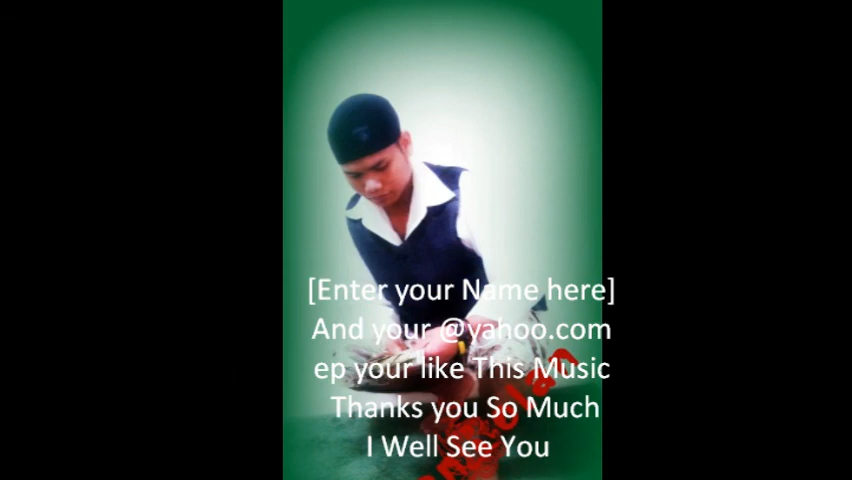 [Enter your Name here]
And your @yahoo.com
ep your like This Music
Thanks you So Much
I Well See You